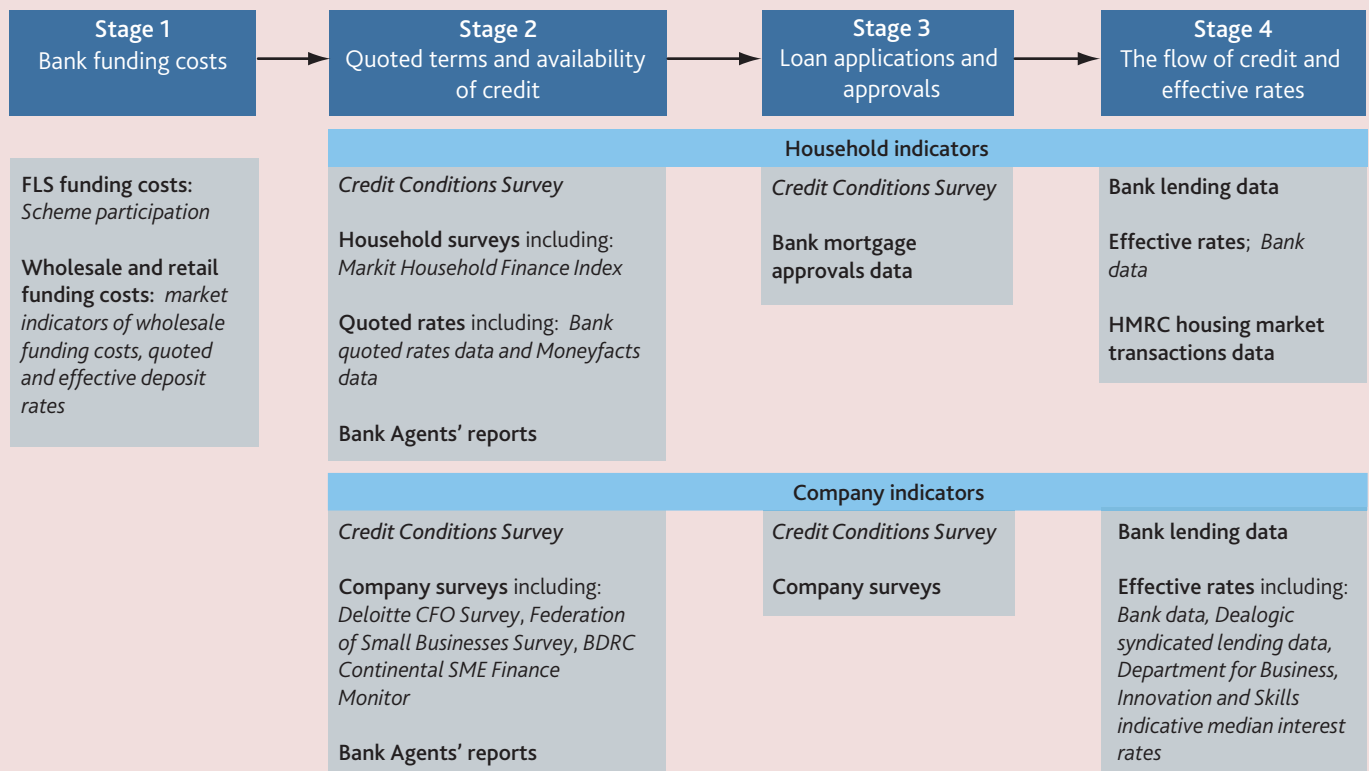 Stage 1
Bank funding costs
Stage 2
Quoted terms and availability
of credit
Stage 3
Loan applications and
approvals
Stage 4
The flow of credit and
effective rates
FLS funding costs:
Scheme participation
Wholesale and retail
funding costs: market
indicators of wholesale
funding costs, quoted
and effective deposit
rates
Household indicators
Credit Conditions Survey
Household surveys including:
Markit Household Finance Index
Quoted rates including: Bank
quoted rates data and Moneyfacts
data
Bank Agents’ reports
Credit Conditions Survey
Bank mortgage
approvals data
Bank lending data
Effective rates; Bank
data
HMRC housing market
transactions data
Company indicators
Credit Conditions Survey
Company surveys including:
Deloitte CFO Survey, Federation
of Small Businesses Survey, BDRC
Continental SME Finance
Monitor
Bank Agents’ reports
Credit Conditions Survey
Company surveys
Bank lending data
Effective rates including:
Bank data, Dealogic
syndicated lending data,
Department for Business,
Innovation and Skills
indicative median interest
rates